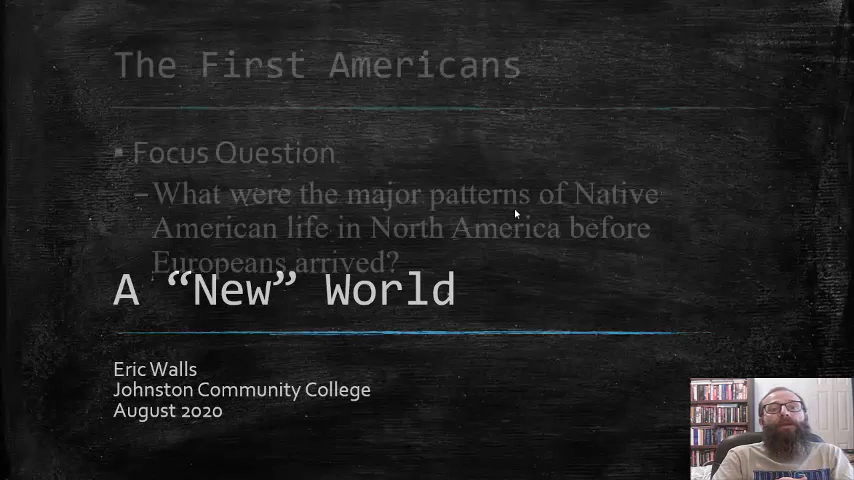 The First Americans
▪ Focus Question
–What were the major patterns of Native
American life in North America before
Europeans arrived?
A “New” World
Eric Walls
Johnston Community College
August 2020